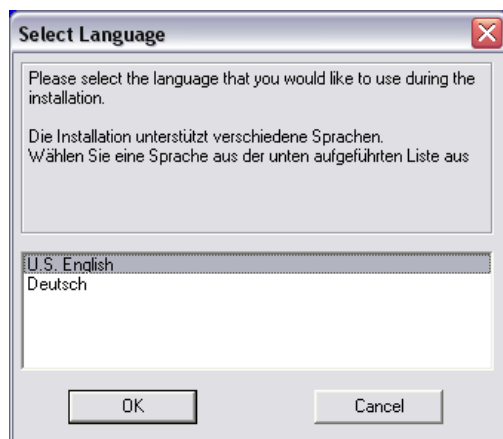 Select Language
Please select the language that you would like to use during the
installation.
Die Installation unterstützt verschiedene Sprachen.
Wählen Sie eine Sprache aus der unten aufgeführten Liste aus
U.S. English
Deutsch
OK
Cancel